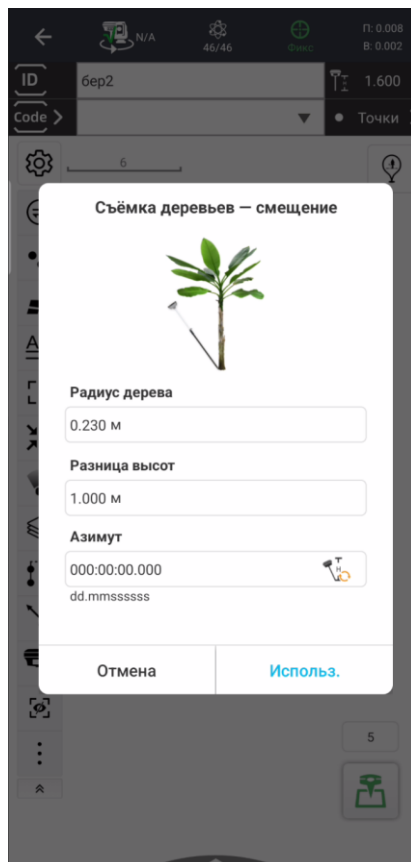 N/A
46/46
Фикс
П: 0.008
В: 0.002
ID
бер2
1.600
Code
Точки
6
Съёмка деревьев — смещение
Радиус дерева
0.230 м
Разница высот
1.000 м
Азимут
000:00:00.000
T
H
dd.mmssssss
Отмена
Использ.
5